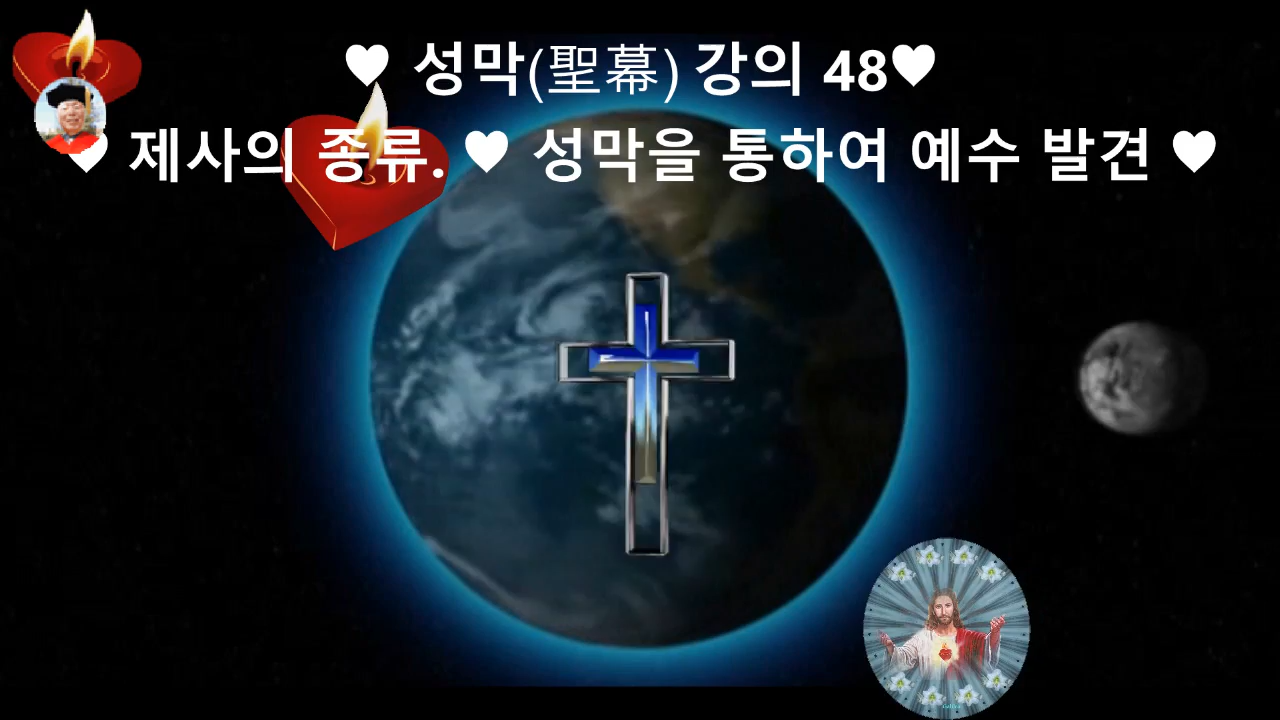 ♥ 성막(聖幕) 강의 48♥
♥ 제사의 종류. ♥ 성막을 통하여 예수 발견 ♥